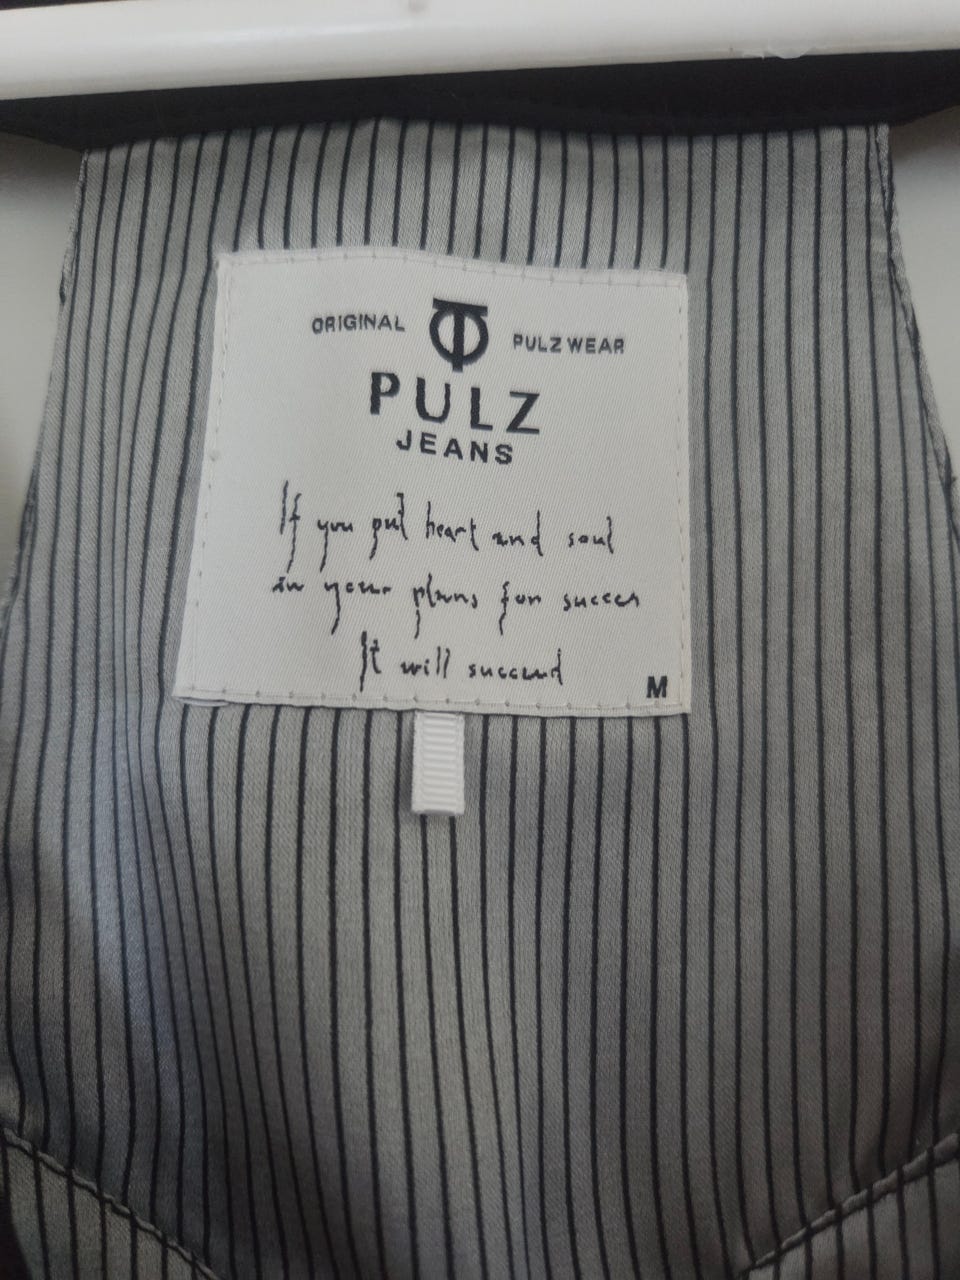 ORIGINAL PULZ WEAR
PULZ
JEANS
If you put heart and soul
in your plans for succes
It will succeed
M